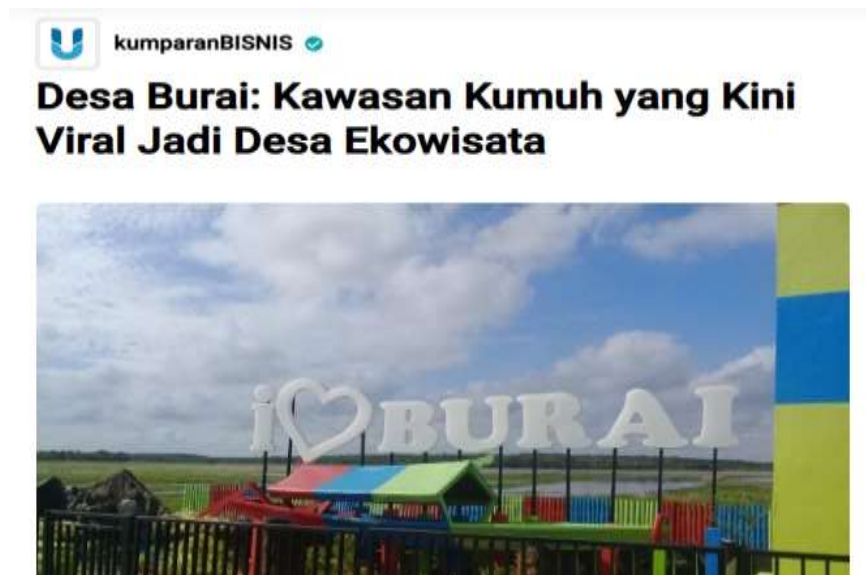 kumparanBISNIS
Desa Burai: Kawasan Kumuh yang Kini
Viral Jadi Desa Ekowisata
i BURAI